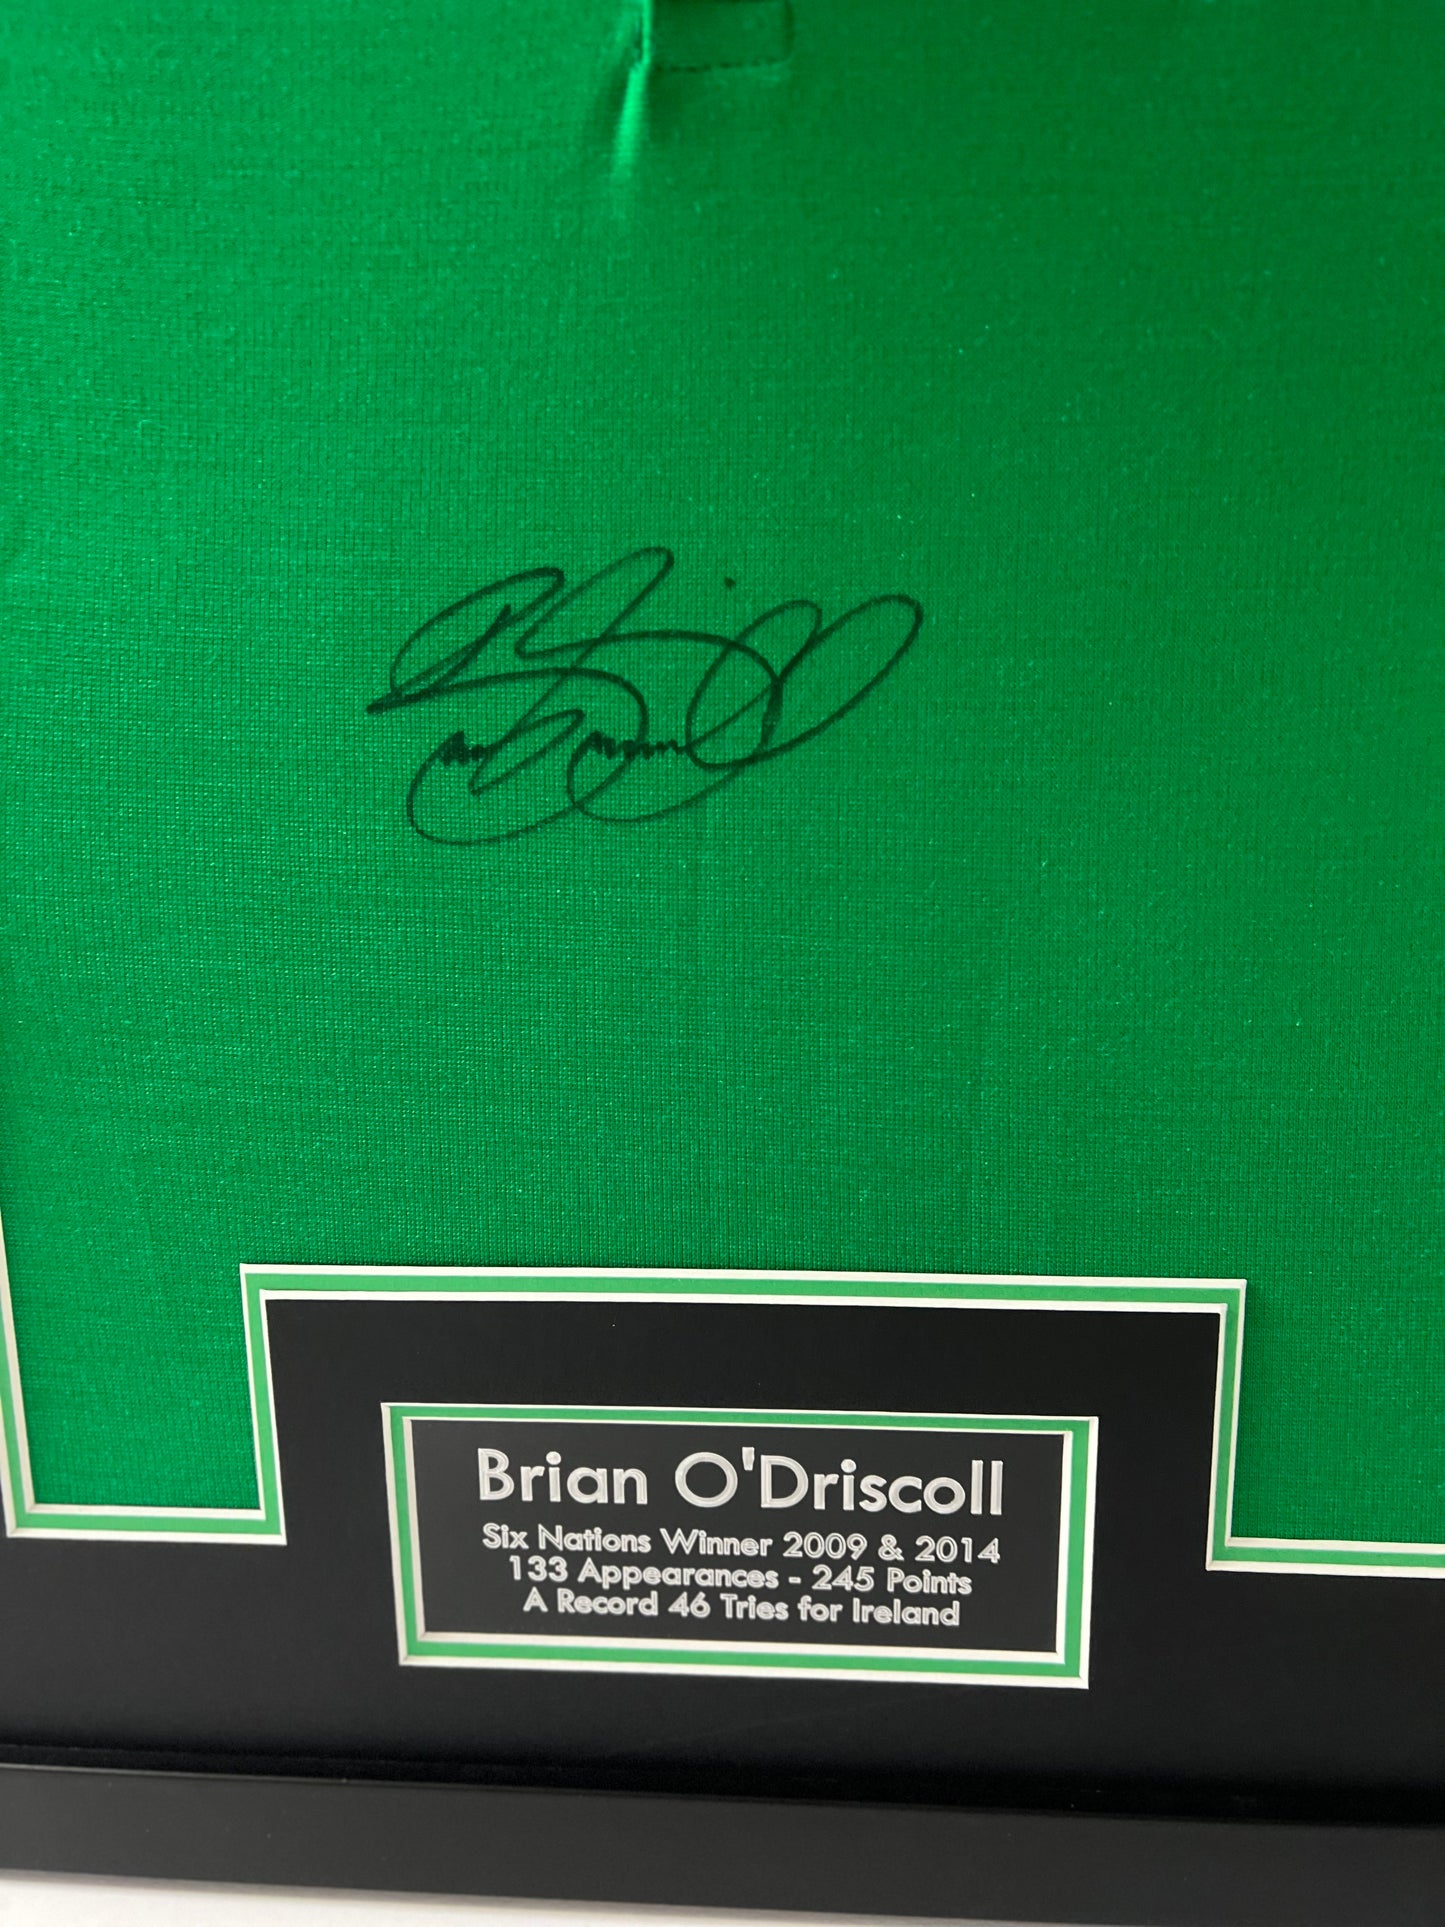 Brian O'Driscoll
Six Nations Winner 2009 & 2014
133 Appearances - 245 Points
A Record 46 Tries for Ireland